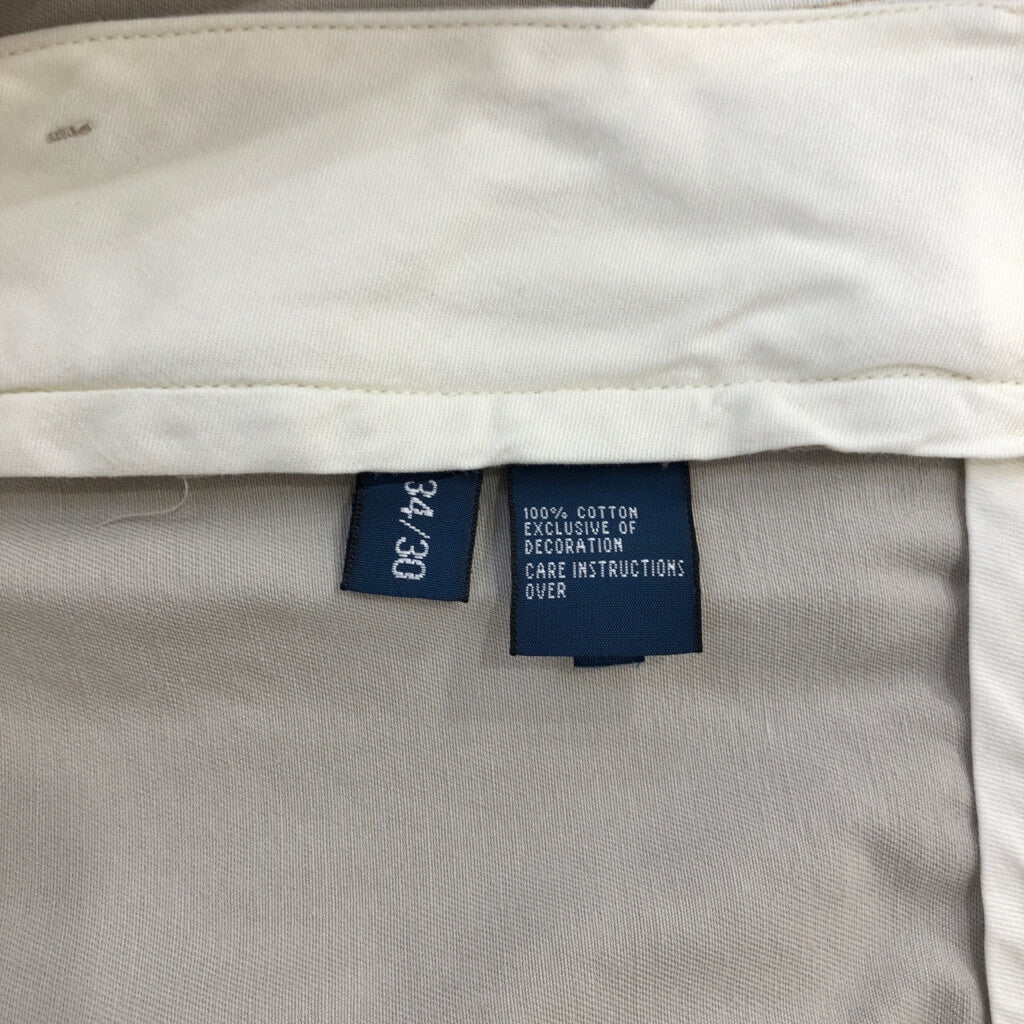 34/30
100% COTTON
EXCLUSIVE OF
DECORATION
CARE INSTRUCTIONS
OVER